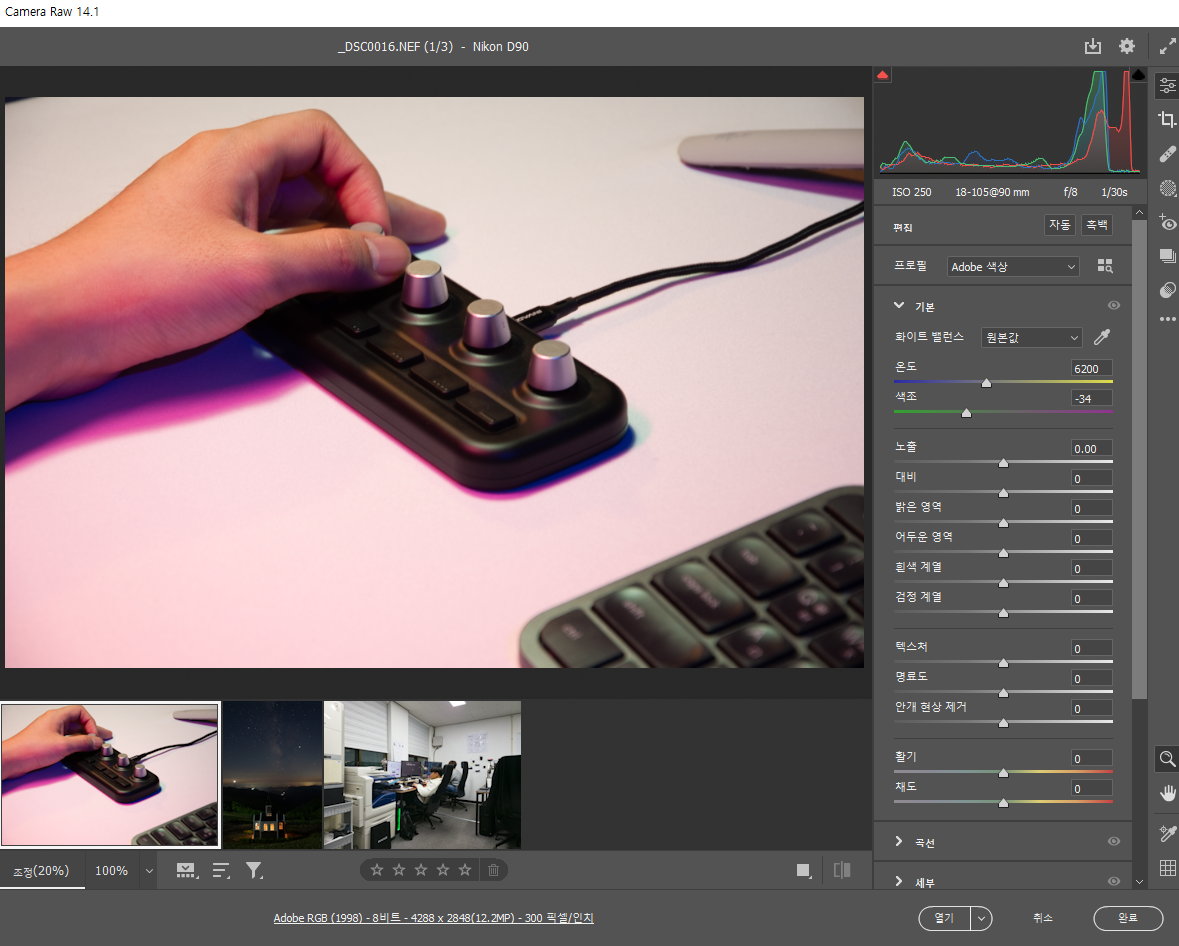 Camera Raw 14.1
_DSC0016.NEF (1/3)  -  Nikon D90
ISO 250 18-105@90 mm f/8 1/30s
편집 자동 흑백
프로필 Adobe 색상
기본
화이트 밸런스 원본값
온도 6200
색조 -34
노출 0.00
대비 0
밝은 영역 0
어두운 영역 0
흰색 계열 0
검정 계열 0
텍스처 0
명료도 0
안개 현상 제거 0
활기 0
채도 0
곡선
세부
조정(20%) 100%
Adobe RGB (1998) - 8비트 - 4288 x 2848(12.2MP) - 300 픽셀/인치
열기 취소 완료